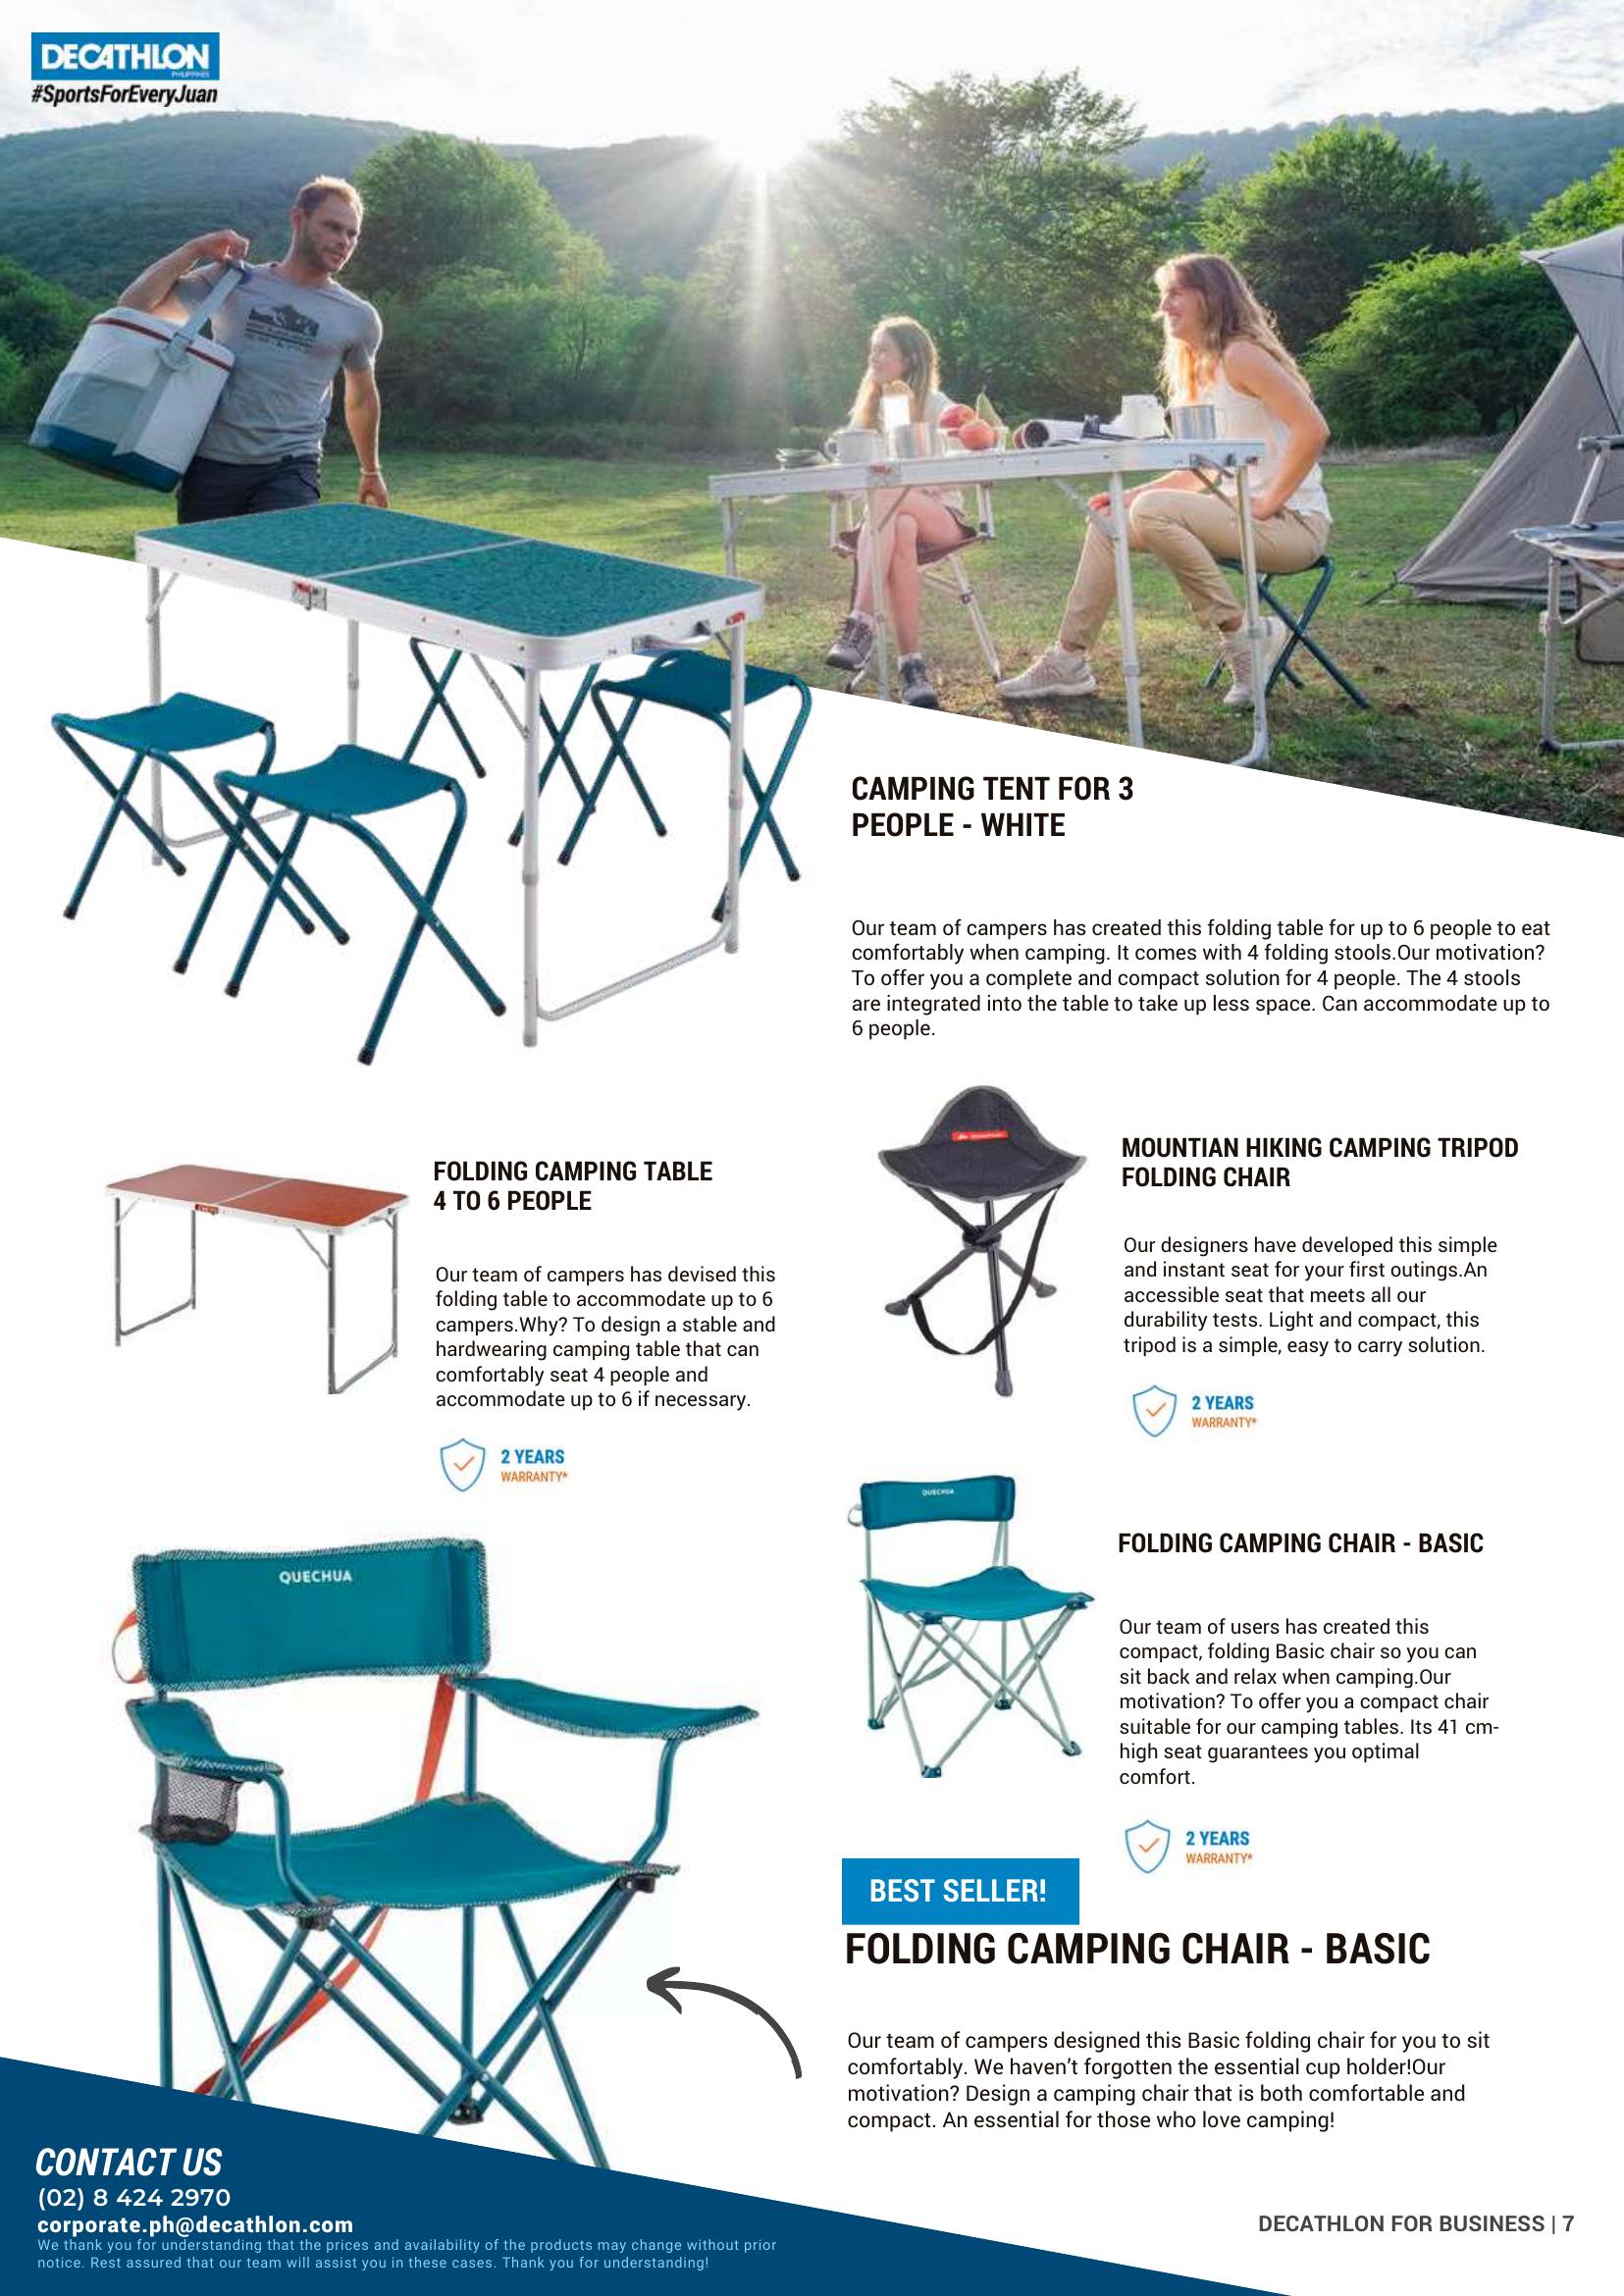 DECATHLON
PHILIPPINES
#SportsForEveryJuan
CAMPING TENT FOR 3
PEOPLE - WHITE
Our team of campers has created this folding table for up to 6 people to eat
comfortably when camping. It comes with 4 folding stools.Our motivation?
To offer you a complete and compact solution for 4 people. The 4 stools
are integrated into the table to take up less space. Can accommodate up to
6 people.
FOLDING CAMPING TABLE
4 TO 6 PEOPLE
Our team of campers has devised this
folding table to accommodate up to 6
campers.Why? To design a stable and
hardwearing camping table that can
comfortably seat 4 people and
accommodate up to 6 if necessary.
2 YEARS
WARRANTY*
MOUNTIAN HIKING CAMPING TRIPOD
FOLDING CHAIR
Our designers have developed this simple
and instant seat for your first outings.An
accessible seat that meets all our
durability tests. Light and compact, this
tripod is a simple, easy to carry solution.
2 YEARS
WARRANTY*
QUECHUA
FOLDING CAMPING CHAIR - BASIC
Our team of users has created this
compact, folding Basic chair so you can
sit back and relax when camping.Our
motivation? To offer you a compact chair
suitable for our camping tables. Its 41 cm-
high seat guarantees you optimal
comfort.
2 YEARS
WARRANTY*
QUECHUA
BEST SELLER!
FOLDING CAMPING CHAIR - BASIC
Our team of campers designed this Basic folding chair for you to sit
comfortably. We haven't forgotten the essential cup holder!Our
motivation? Design a camping chair that is both comfortable and
compact. An essential for those who love camping!
CONTACT US
(02) 8 424 2970
corporate.ph@decathlon.com
We thank you for understanding that the prices and availability of the products may change without prior
notice. Rest assured that our team will assist you in these cases. Thank you for understanding!
DECATHLON FOR BUSINESS | 7